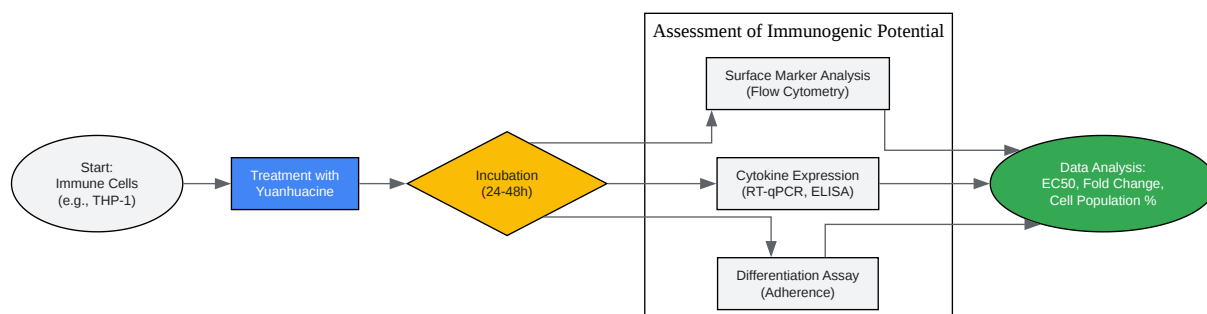 Start:
Immune Cells
(e.g., THP-1)
Treatment with
Yuanhuacine
Incubation
(24-48h)
Assessment of Immunogenic Potential
Surface Marker Analysis
(Flow Cytometry)
Cytokine Expression
(RT-qPCR, ELISA)
Differentiation Assay
(Adherence)
Data Analysis:
EC50, Fold Change,
Cell Population %